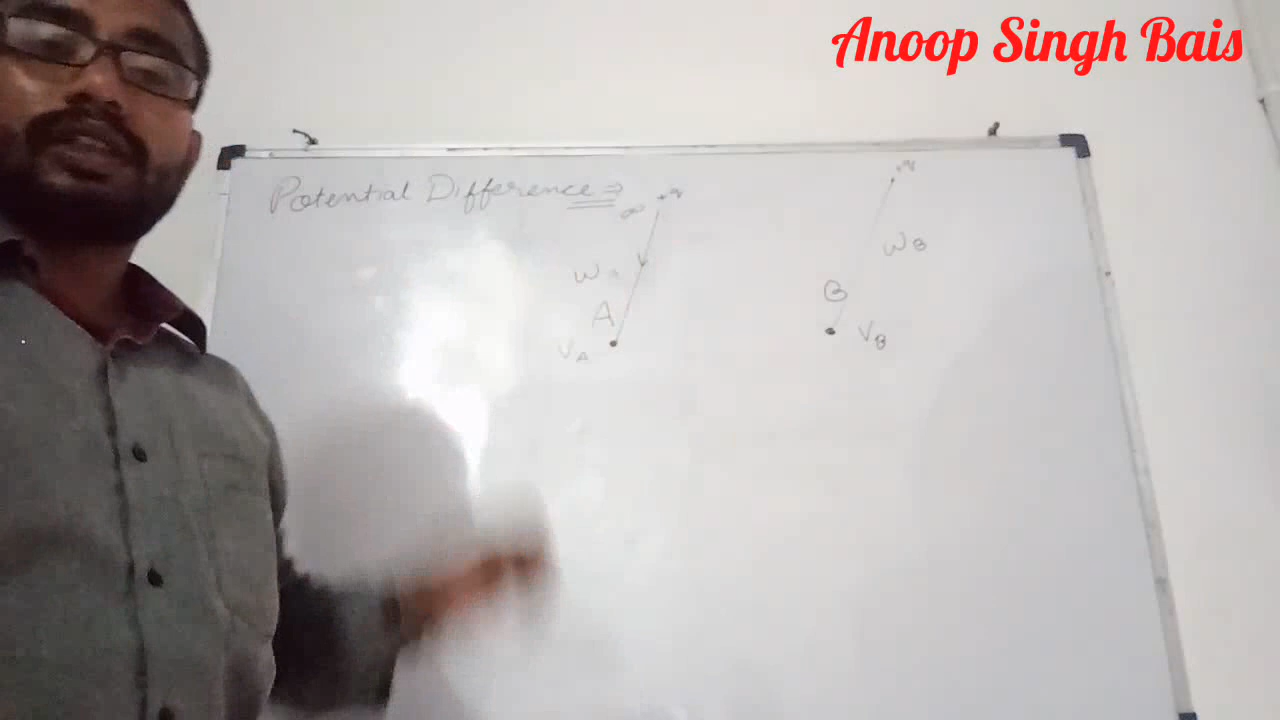 Anoop Singh Bais
Potential Difference ⇒
∞ +q
+q
W
WB
A
B
VA
VB